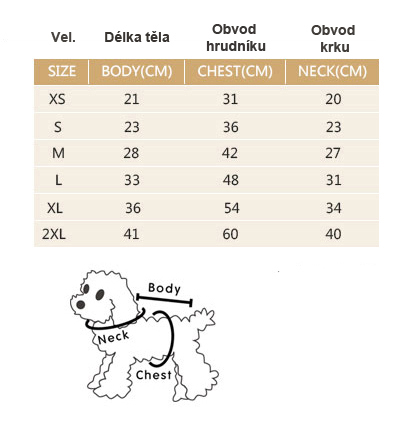 Vel. Délka těla Obvod hrudníku Obvod krku
SIZE BODY(CM) CHEST(CM) NECK(CM)
XS 21 31 20
S 23 36 23
M 28 42 27
L 33 48 31
XL 36 54 34
2XL 41 60 40
Body
Neck
Chest